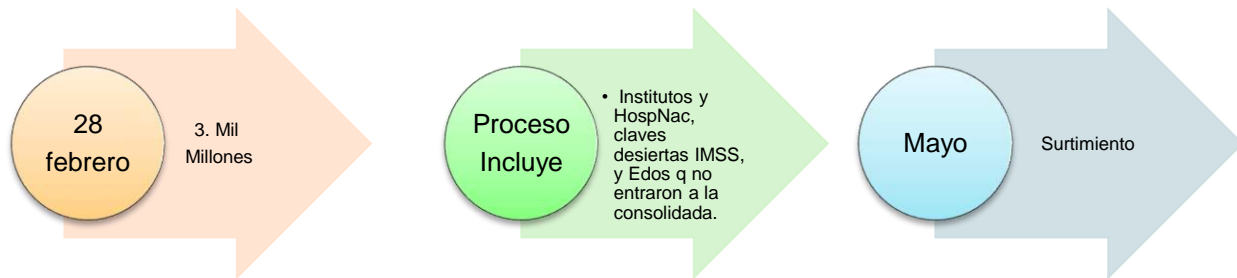 28
febrero
3. Mil
Millones
Proceso
Incluye
• Institutos y
HospNac,
claves
desiertas IMSS,
y Edos q no
entraron a la
consolidada.
Mayo
Surtimiento